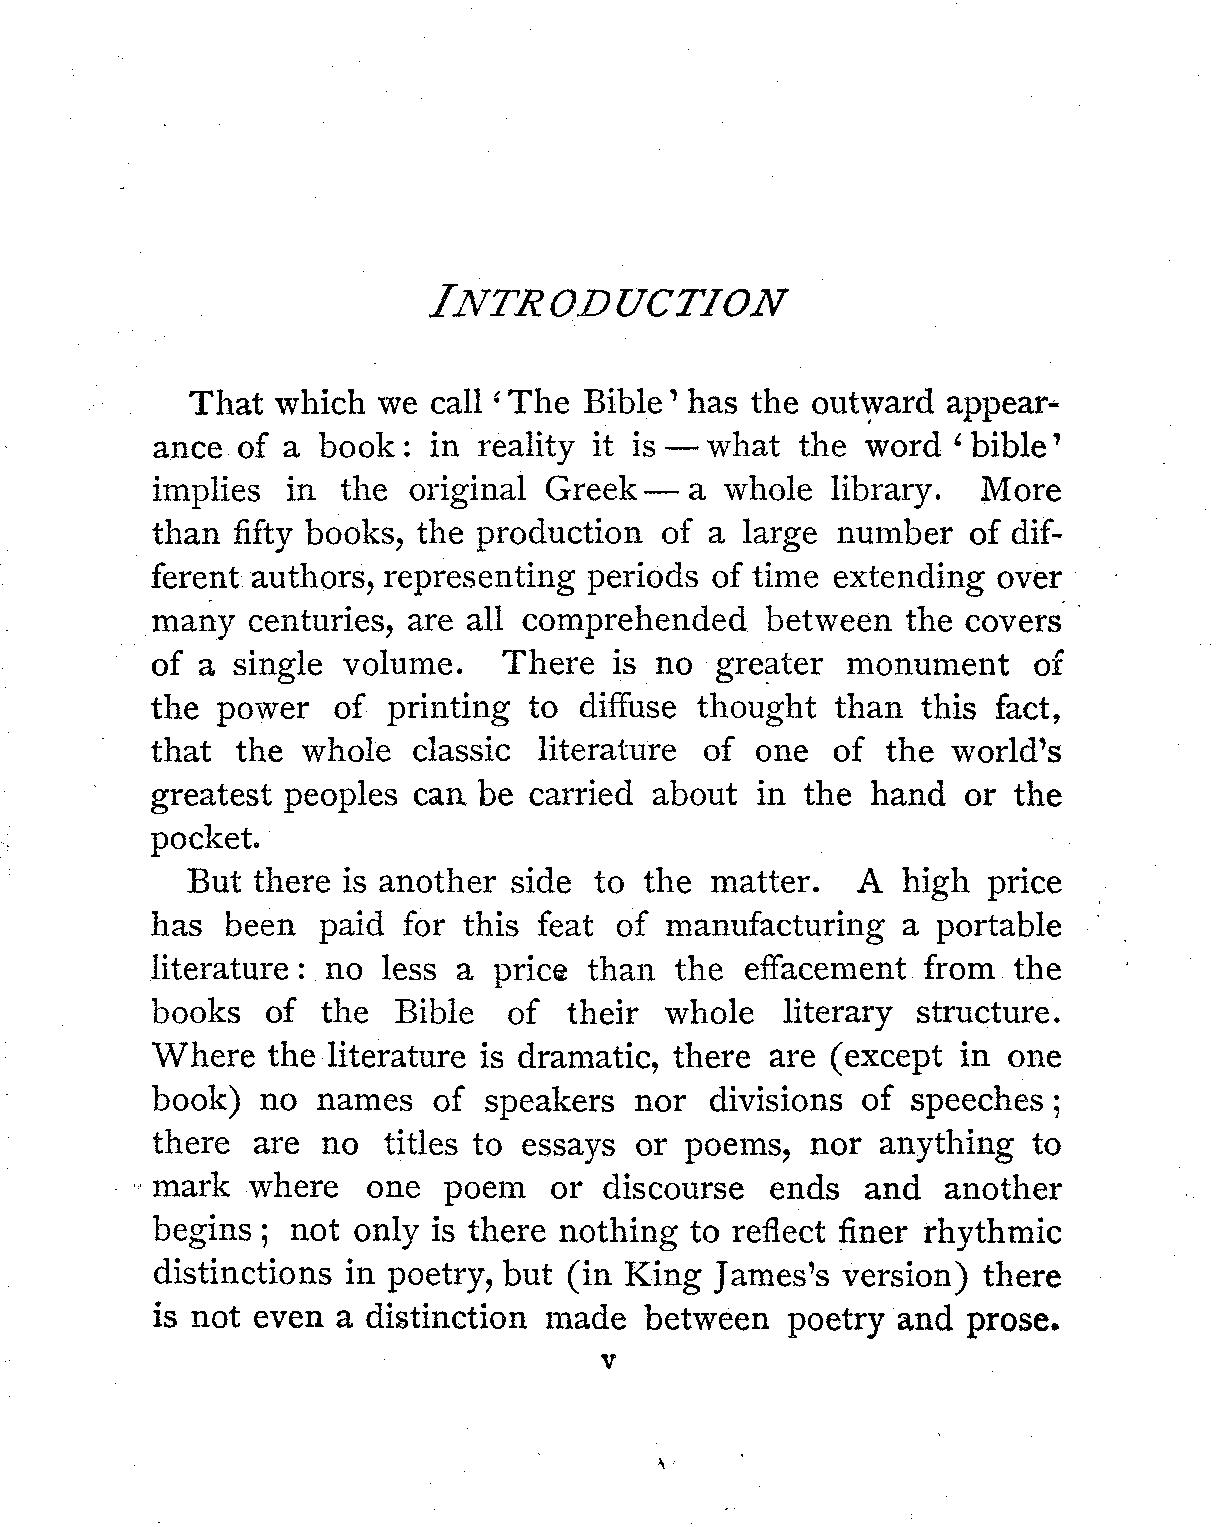 INTRODUCTION
That which we call ‘The Bible’ has the outward appear-
ance of a book: in reality it is — what the word ‘bible’
implies in the original Greek — a whole library. More
than fifty books, the production of a large number of dif-
ferent authors, representing periods of time extending over
many centuries, are all comprehended between the covers
of a single volume. There is no greater monument of
the power of printing to diffuse thought than this fact,
that the whole classic literature of one of the world's
greatest peoples can be carried about in the hand or the
pocket.
But there is another side to the matter. A high price
has been paid for this feat of manufacturing a portable
literature: no less a price than the effacement from the
books of the Bible of their whole literary structure.
Where the literature is dramatic, there are (except in one
book) no names of speakers nor divisions of speeches;
there are no titles to essays or poems, nor anything to
mark where one poem or discourse ends and another
begins; not only is there nothing to reflect finer rhythmic
distinctions in poetry, but (in King James's version) there
is not even a distinction made between poetry and prose.
v